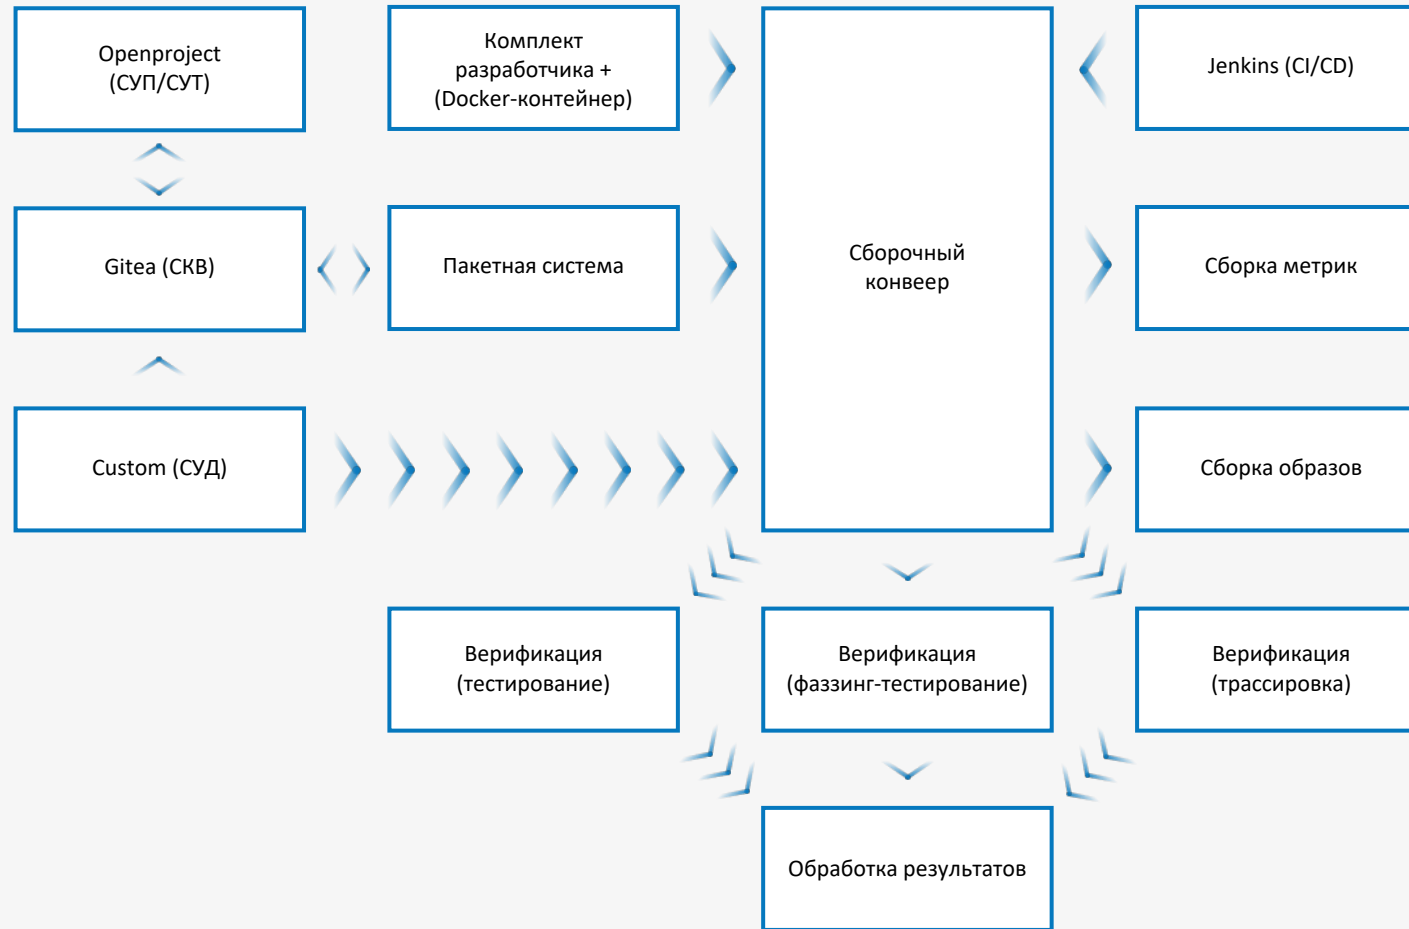 Openproject
(СУП/СУТ)
Комплект
разработчика +
(Docker-контейнер)
Jenkins (CI/CD)
Gitea (СКВ)
Пакетная система
Сборочный
конвеер
Сборка метрик
Custom (СУД)
Сборка образов
Верификация
(тестирование)
Верификация
(фаззинг-тестирование)
Верификация
(трассировка)
Обработка результатов